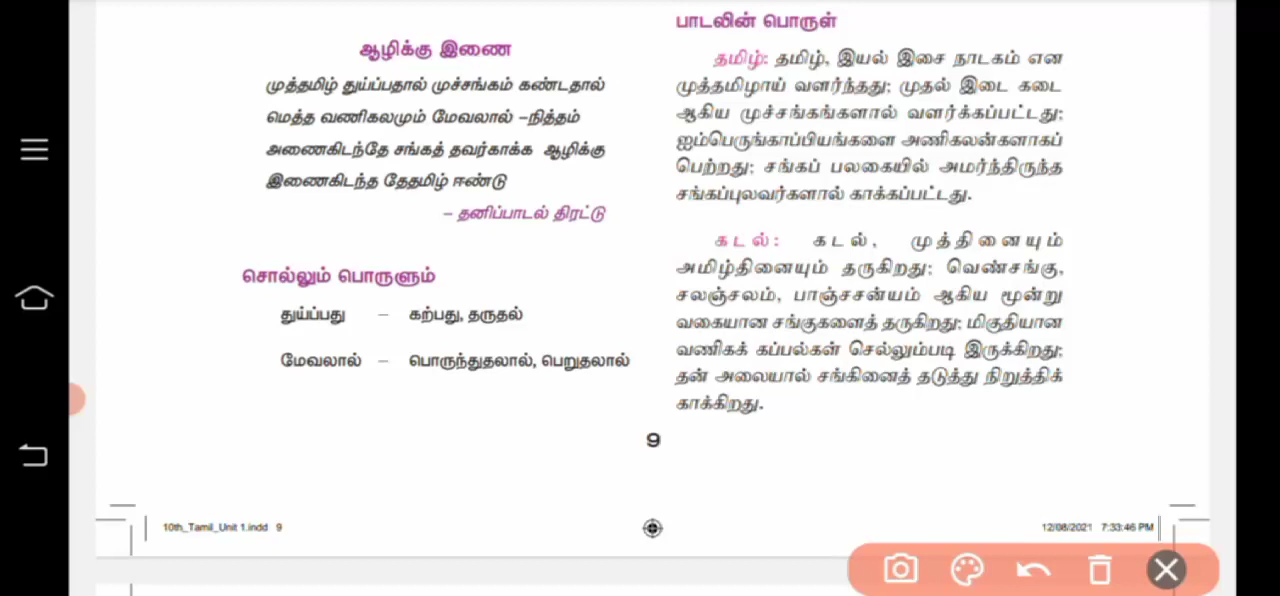 ஆழிக்கு இணை
முத்தமிழ் துய்ப்பதால் முச்சங்கம் கண்டதால்
மெத்த வணிகலமும் மேவலால் –நித்தம்
அணைகிடந்தே சங்கத் தவர்காக்க ஆழிக்கு
இணைகிடந்த தேதமிழ் ஈண்டு
– தனிப்பாடல் திரட்டு
சொல்லும் பொருளும்
துய்ப்பது – கற்பது, தருதல்
மேவலால் – பொருந்துதலால், பெறுதலால்
பாடலின் பொருள்
தமிழ்: தமிழ், இயல் இசை நாடகம் என
முத்தமிழாய் வளர்ந்தது; முதல் இடை கடை
ஆகிய முச்சங்கங்களால் வளர்க்கப்பட்டது;
ஐம்பெருங்காப்பியங்களை அணிகலன்களாகப்
பெற்றது; சங்கப் பலகையில் அமர்ந்திருந்த
சங்கப்புலவர்களால் காக்கப்பட்டது.
கடல்: கடல், முத்தினையும்
அமிழ்தினையும் தருகிறது; வெண்சங்கு,
சலஞ்சலம், பாஞ்சசன்யம் ஆகிய மூன்று
வகையான சங்குகளைத் தருகிறது; மிகுதியான
வணிகக் கப்பல்கள் செல்லும்படி இருக்கிறது;
தன் அலையால் சங்கினைத் தடுத்து நிறுத்திக்
காக்கிறது.
9
10th_Tamil_Unit 1.indd 9
12/08/2021 7:33:46 PM